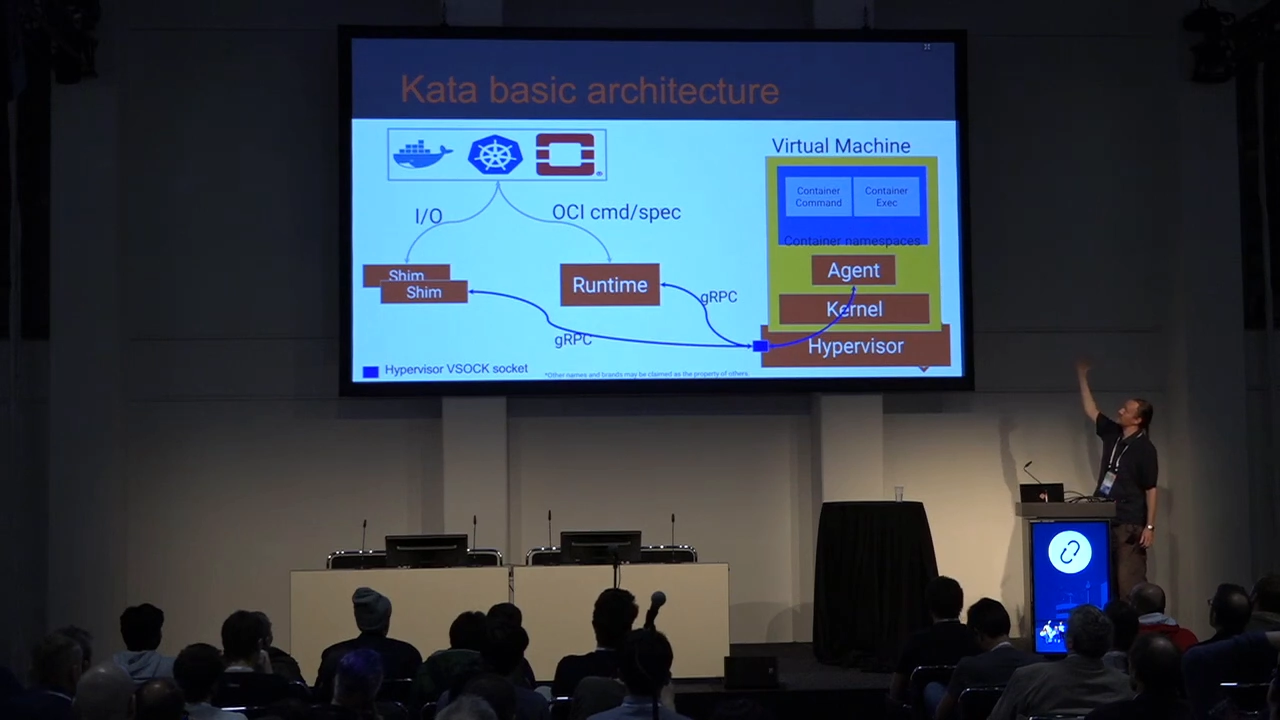 Kata basic architecture
®
I/O
OCI cmd/spec
Shim
Shim
Runtime
gRPC
gRPC
Virtual Machine
Container
Command
Container
Exec
Container namespaces
Agent
Kernel
Hypervisor
Hypervisor VSOCK socket
*Other names and brands may be claimed as the property of others.